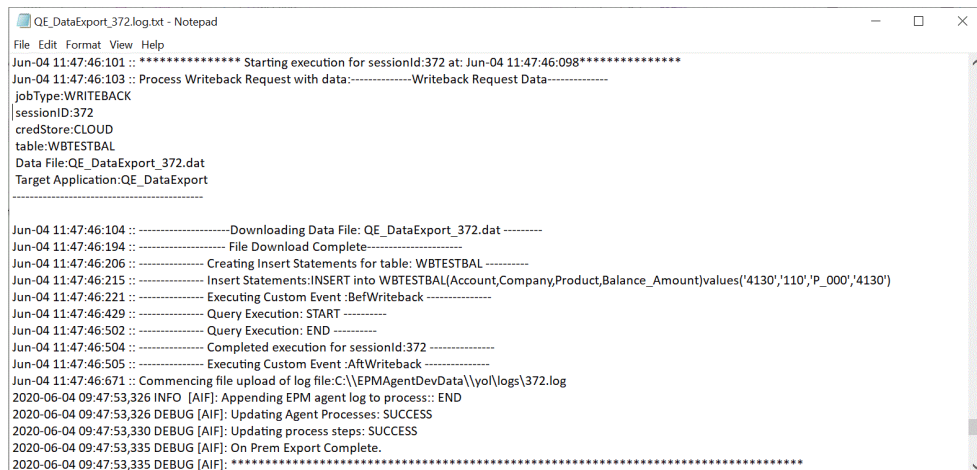 QE_DataExport_372.log.txt - Notepad
File Edit Format View Help
Jun-04 11:47:46:101 :: *************** Starting execution for sessionId:372 at: Jun-04 11:47:46:098***************
Jun-04 11:47:46:103 :: Process Writeback Request with data:--------------Writeback Request Data--------------
jobType:WRITEBACK
sessionID:372
credStore:CLOUD
table:WBTESTBAL
Data File:QE_DataExport_372.dat
Target Application:QE_DataExport
--------------------------------------------
Jun-04 11:47:46:104 :: ---------------------Downloading Data File: QE_DataExport_372.dat ---------
Jun-04 11:47:46:194 :: -------------------- File Download Complete----------------------
Jun-04 11:47:46:206 :: --------------- Creating Insert Statements for table: WBTESTBAL ----------
Jun-04 11:47:46:215 :: --------------- Insert Statements:INSERT into WBTESTBAL(Account,Company,Product,Balance_Amount)values('4130','110','P_000','4130')
Jun-04 11:47:46:221 :: --------------- Executing Custom Event :BefWriteback ---------------
Jun-04 11:47:46:429 :: --------------- Query Execution: START ----------
Jun-04 11:47:46:502 :: --------------- Query Execution: END ----------
Jun-04 11:47:46:504 :: --------------- Completed execution for sessionId:372 ---------------
Jun-04 11:47:46:505 :: --------------- Executing Custom Event :AftWriteback ---------------
Jun-04 11:47:46:671 :: Commencing file upload of log file:C:\\EPMAgentDevData\\yol\logs\372.log
2020-06-04 09:47:53,326 INFO  [AIF]: Appending EPM agent log to process:: END
2020-06-04 09:47:53,326 DEBUG [AIF]: Updating Agent Processes: SUCCESS
2020-06-04 09:47:53,330 DEBUG [AIF]: Updating process steps: SUCCESS
2020-06-04 09:47:53,335 DEBUG [AIF]: On Prem Export Complete.
2020-06-04 09:47:53,335 DEBUG [AIF]: *************************************************************************************